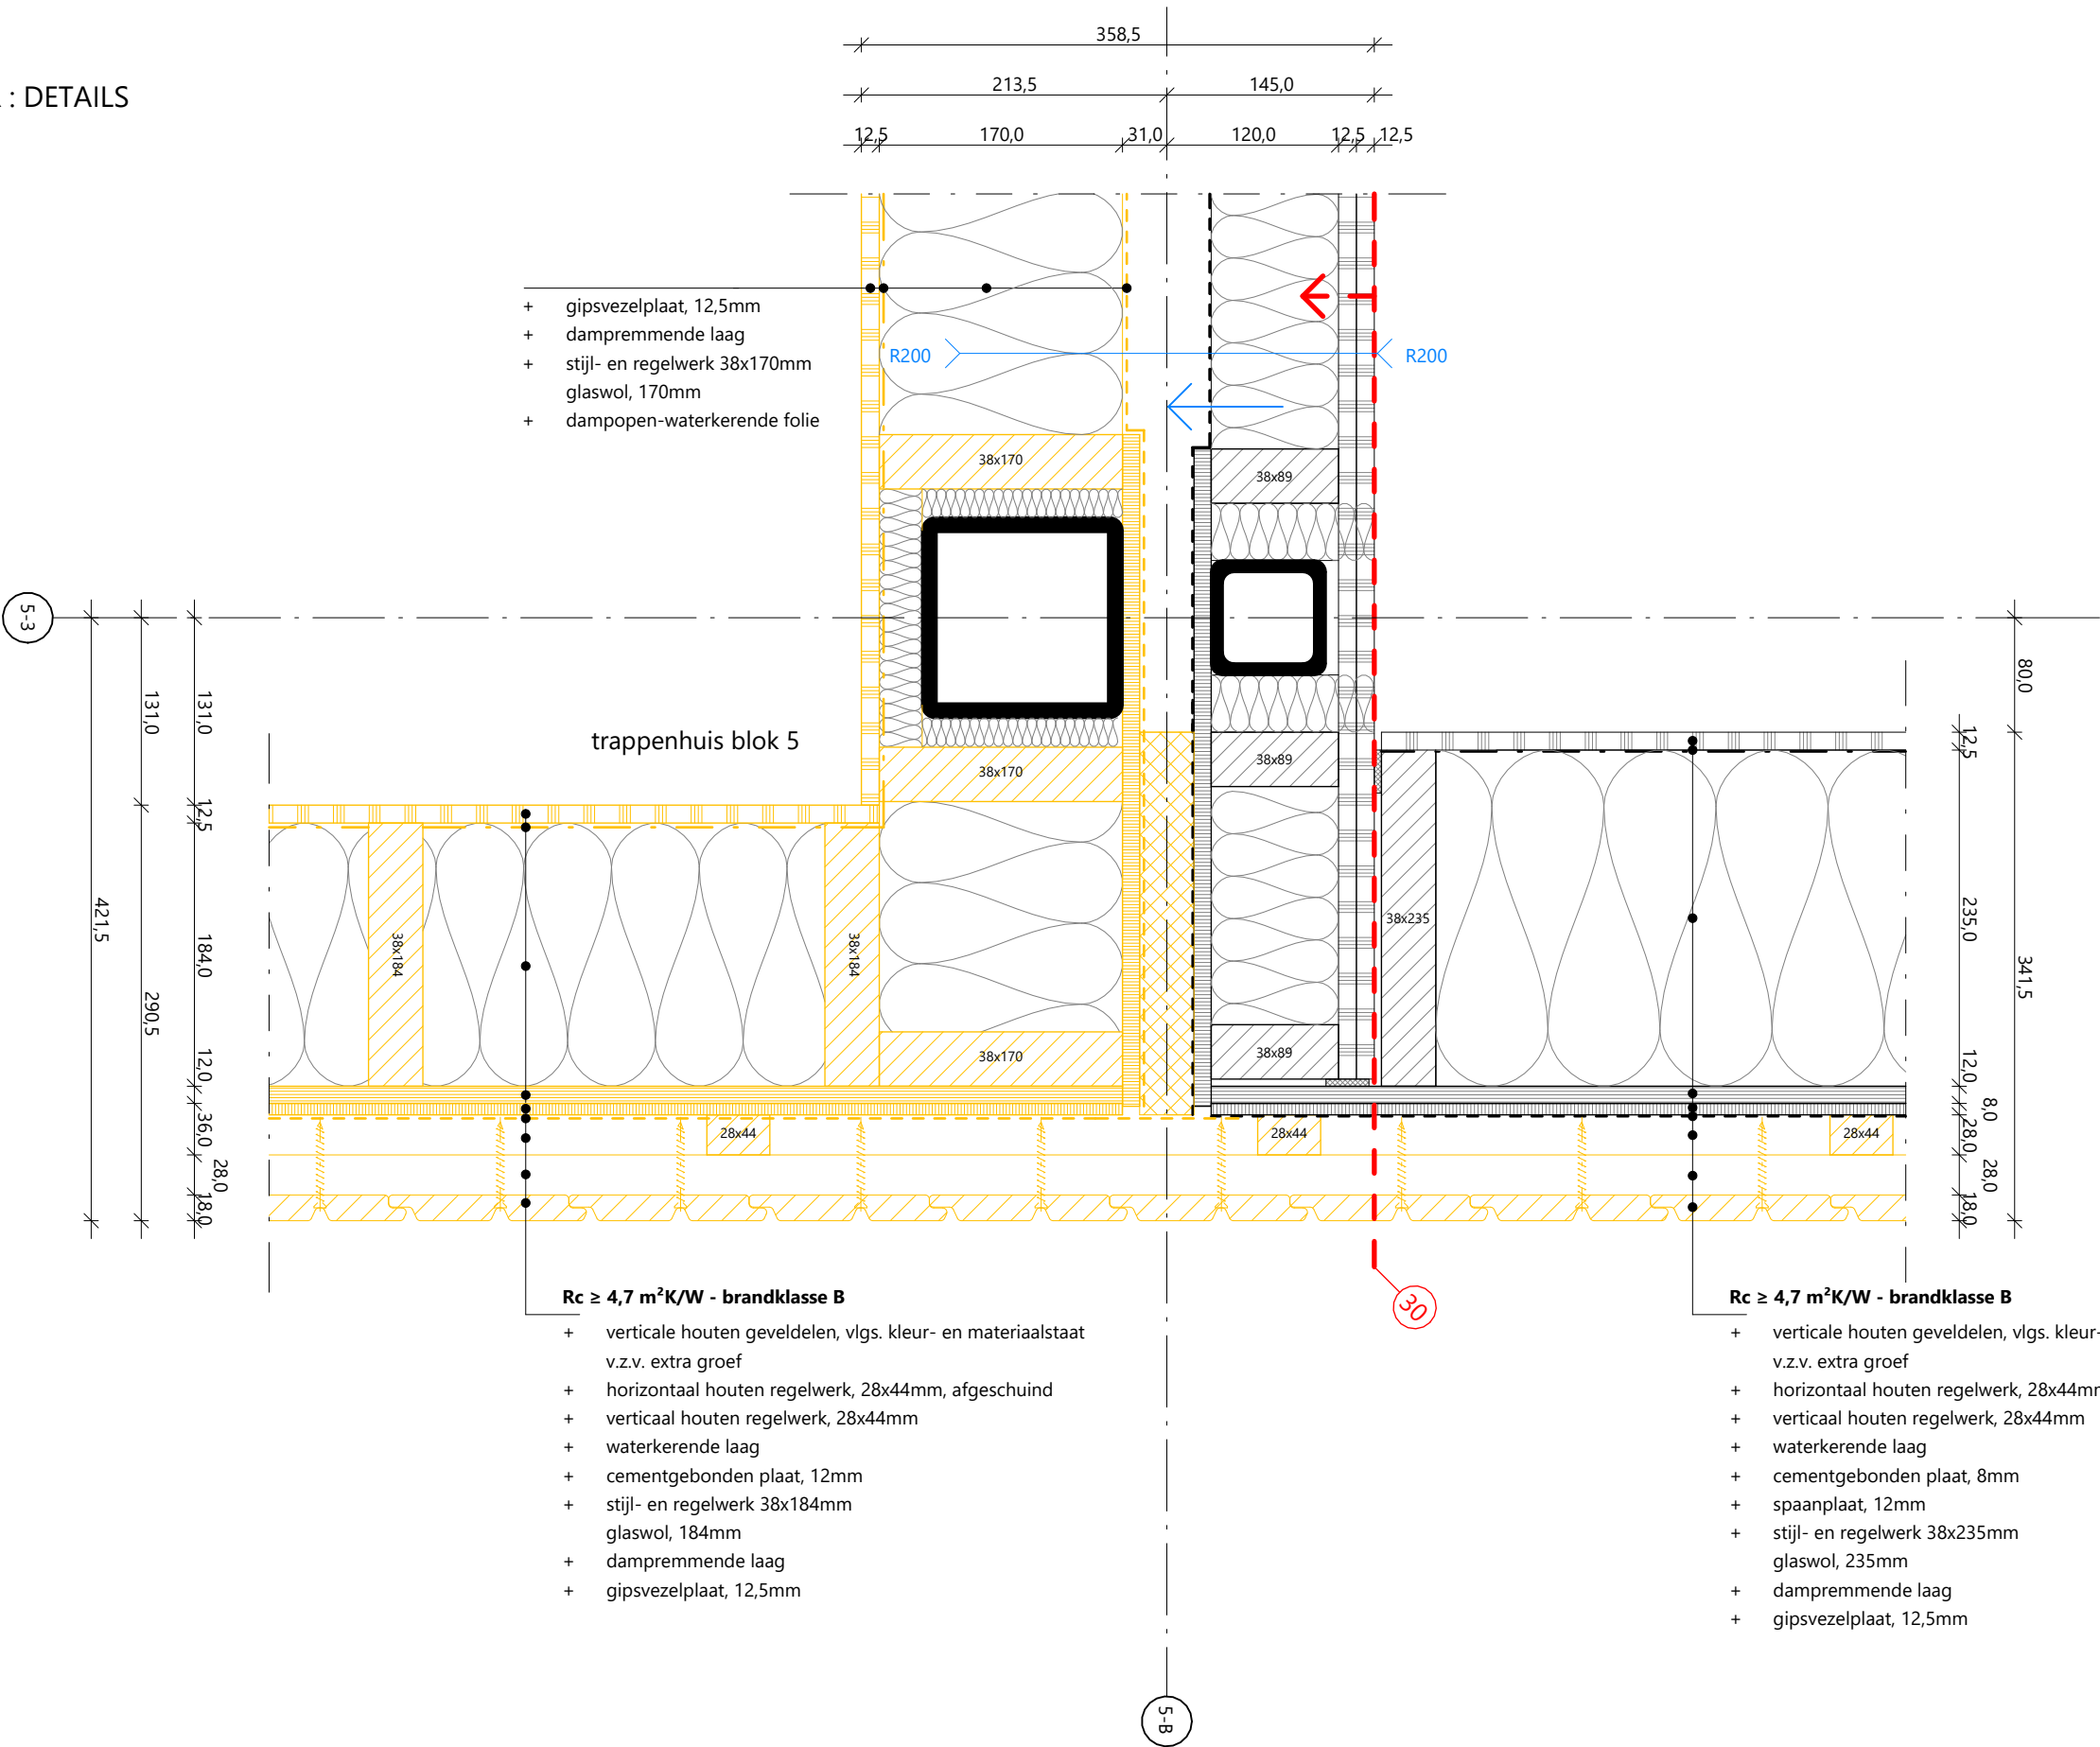 : DETAILS
358,5
213,5
145,0
12,5
170,0
31,0
120,0
12,5
12,5
+ gipsvezelplaat, 12,5mm
+ dampremmende laag
+ stijl- en regelwerk 38x170mm
glaswol, 170mm
+ dampopen-waterkerende folie
R200
R200
38x170
38x89
5-3
80,0
131,0
131,0
trappenhuis blok 5
38x170
38x89
12,5
12,5
421,5
290,5
184,0
38x184
38x184
38x235
235,0
341,5
38x170
38x89
12,0
12,0
36,0
8,0
28,0
28x44
28x44
28x44
28,0
28,0
18,0
18,0
30
Rc ≥ 4,7 m²K/W - brandklasse B
+ verticale houten geveldelen, vlgs. kleur- en materiaalstaat
v.z.v. extra groef
+ horizontaal houten regelwerk, 28x44mm, afgeschuind
+ verticaal houten regelwerk, 28x44mm
+ waterkerende laag
+ cementgebonden plaat, 12mm
+ stijl- en regelwerk 38x184mm
glaswol, 184mm
+ dampremmende laag
+ gipsvezelplaat, 12,5mm
Rc ≥ 4,7 m²K/W - brandklasse B
+ verticale houten geveldelen, vlgs. kleur-
v.z.v. extra groef
+ horizontaal houten regelwerk, 28x44m
+ verticaal houten regelwerk, 28x44mm
+ waterkerende laag
+ cementgebonden plaat, 8mm
+ spaanplaat, 12mm
+ stijl- en regelwerk 38x235mm
glaswol, 235mm
+ dampremmende laag
+ gipsvezelplaat, 12,5mm
5-B